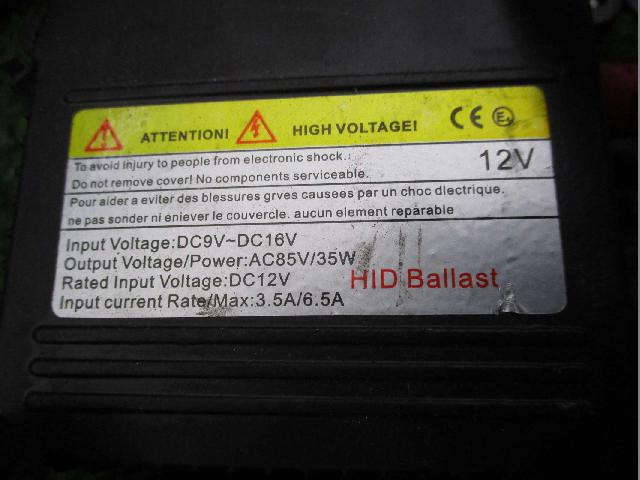 ATTENTION! HIGH VOLTAGE! CE E4
To avoid injury to people from electronic shock.
Do not remove cover! No components serviceable.
12V
Pour aider a eviter des blessures grves causees par un choc dlectrique.
ne pas sonder ni eniever le couvercle. aucun element reparable
Input Voltage:DC9V~DC16V
Output Voltage/Power:AC85V/35W
Rated Input Voltage:DC12V
HID Ballast
Input current Rate/Max:3.5A/6.5A